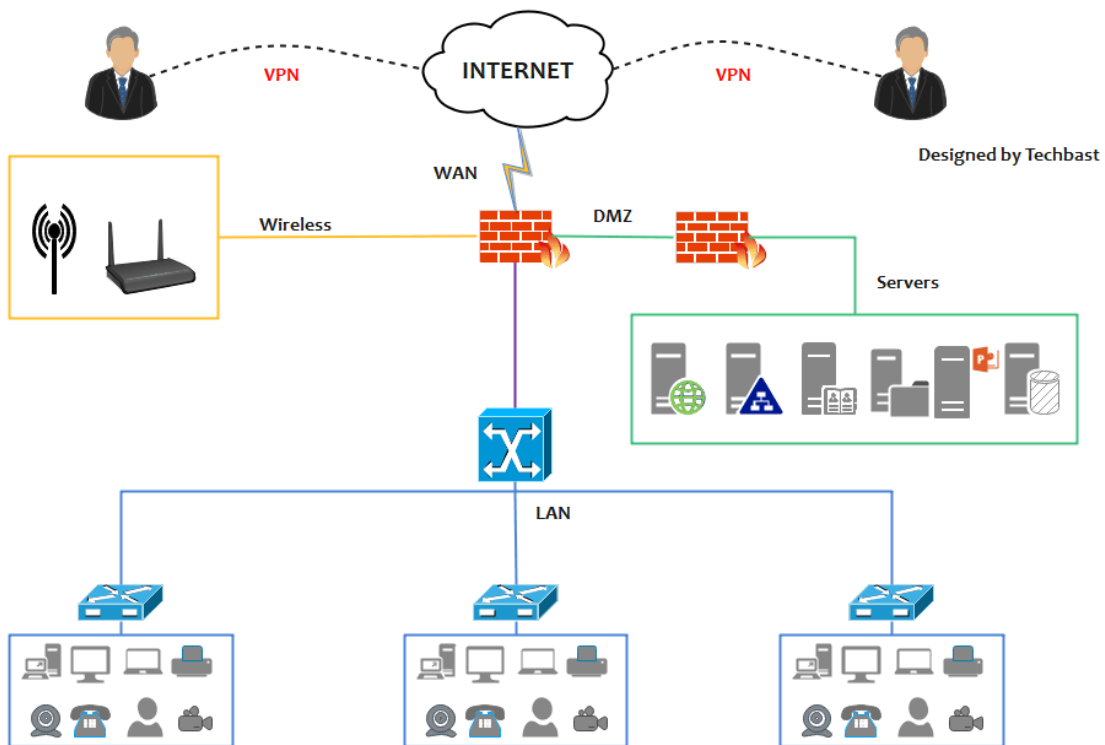 INTERNET
VPN
VPN
Designed by Techbast
WAN
DMZ
Wireless
Servers
P
LAN